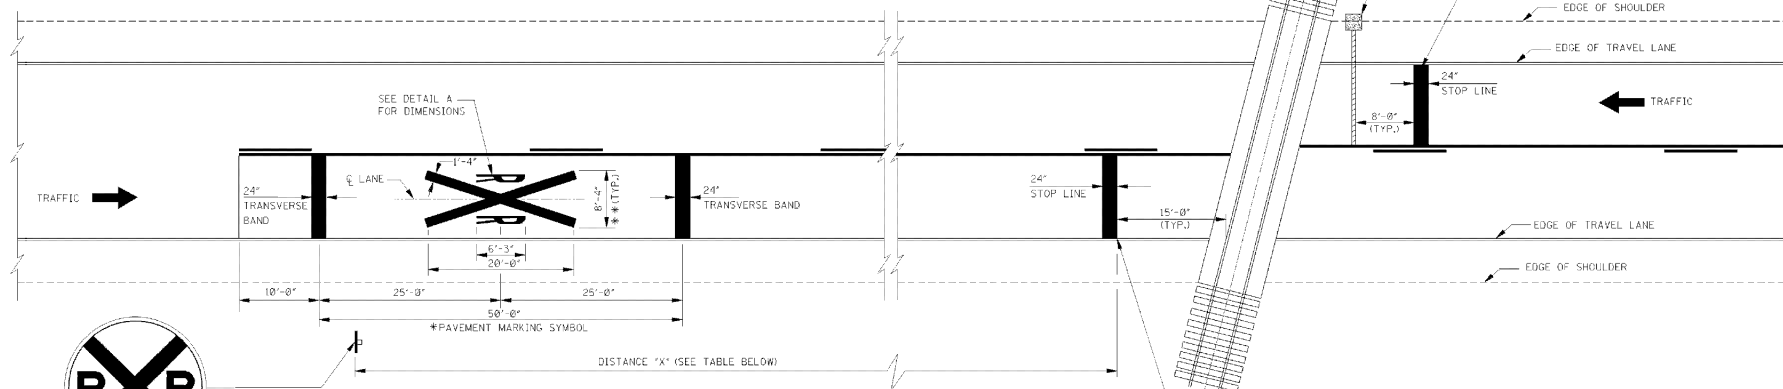 EDGE OF SHOULDER
EDGE OF TRAVEL LANE
24"
STOP LINE
TRAFFIC
8'-0"
(TYP.)
SEE DETAIL A
FOR DIMENSIONS
1'-4"
℄ LANE
R
R
8'-4"
**(TYP.)
TRAFFIC
24"
TRANSVERSE
BAND
24"
TRANSVERSE BAND
24"
STOP LINE
15'-0"
(TYP.)
EDGE OF TRAVEL LANE
6'-3"
20'-0"
EDGE OF SHOULDER
10'-0"
25'-0"
25'-0"
50'-0"
*PAVEMENT MARKING SYMBOL
DISTANCE "X" (SEE TABLE BELOW)
R R